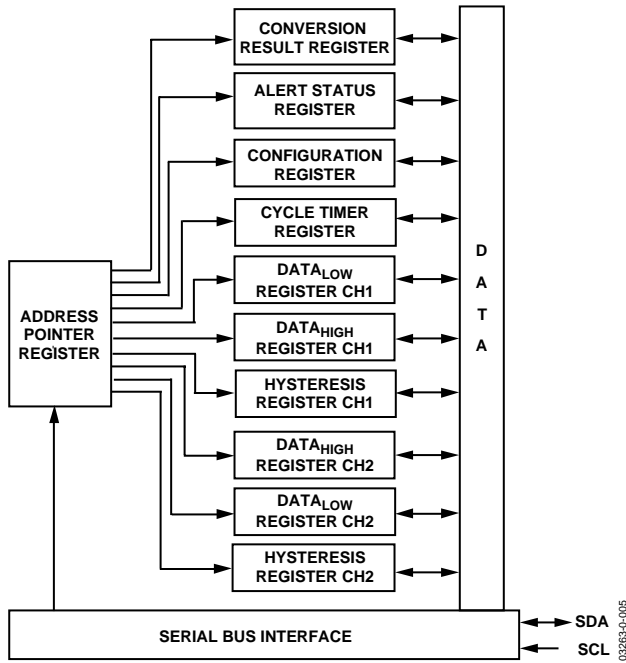 CONVERSION
RESULT REGISTER
ALERT STATUS
REGISTER
CONFIGURATION
REGISTER
CYCLE TIMER
REGISTER
DATALOW
REGISTER CH1
DATAHIGH
REGISTER CH1
HYSTERESIS
REGISTER CH1
DATAHIGH
REGISTER CH2
DATALOW
REGISTER CH2
HYSTERESIS
REGISTER CH2
ADDRESS
POINTER
REGISTER
D
A
T
A
SERIAL BUS INTERFACE
SDA
SCL
03263-0-005